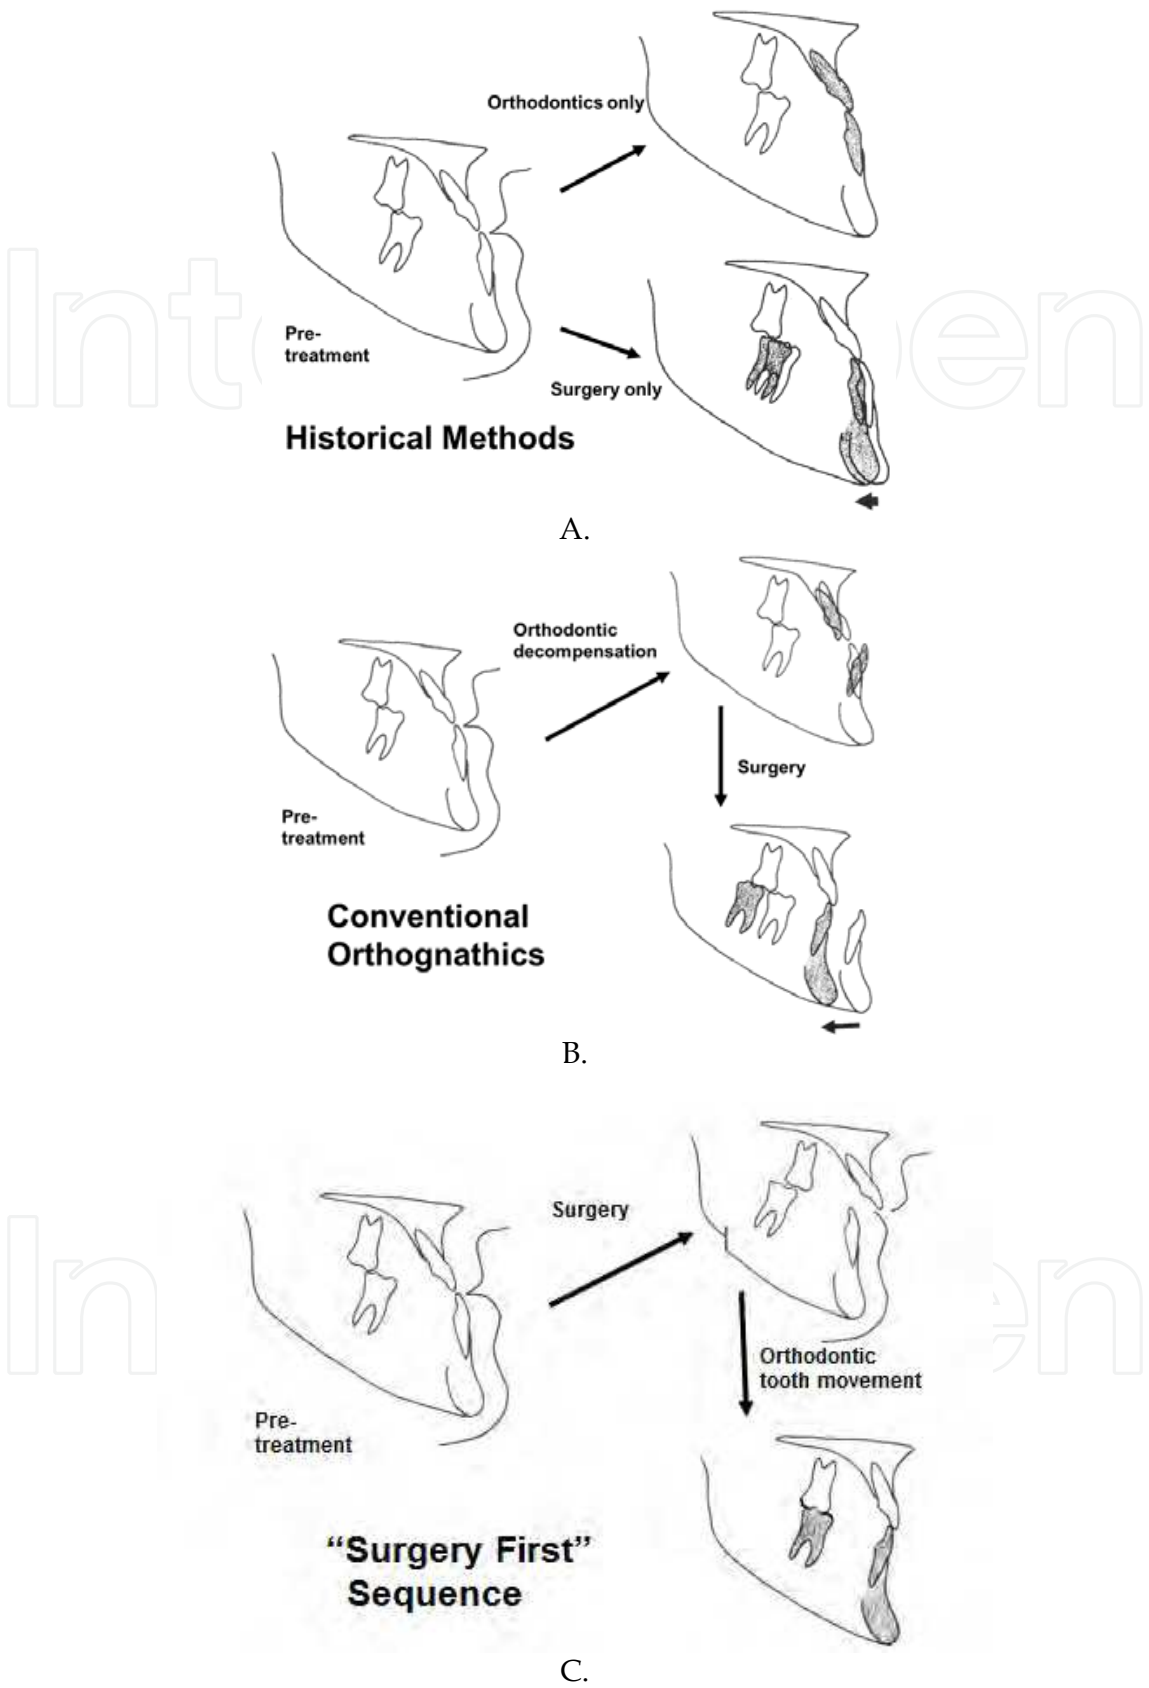 Orthodontics only
Pre-
treatment
Surgery only
Historical Methods
A.
Orthodontic
decompensation
Surgery
Pre-
treatment
Conventional
Orthognathics
B.
Surgery
Orthodontic
tooth movement
Pre-
treatment
“Surgery First”
Sequence
C.